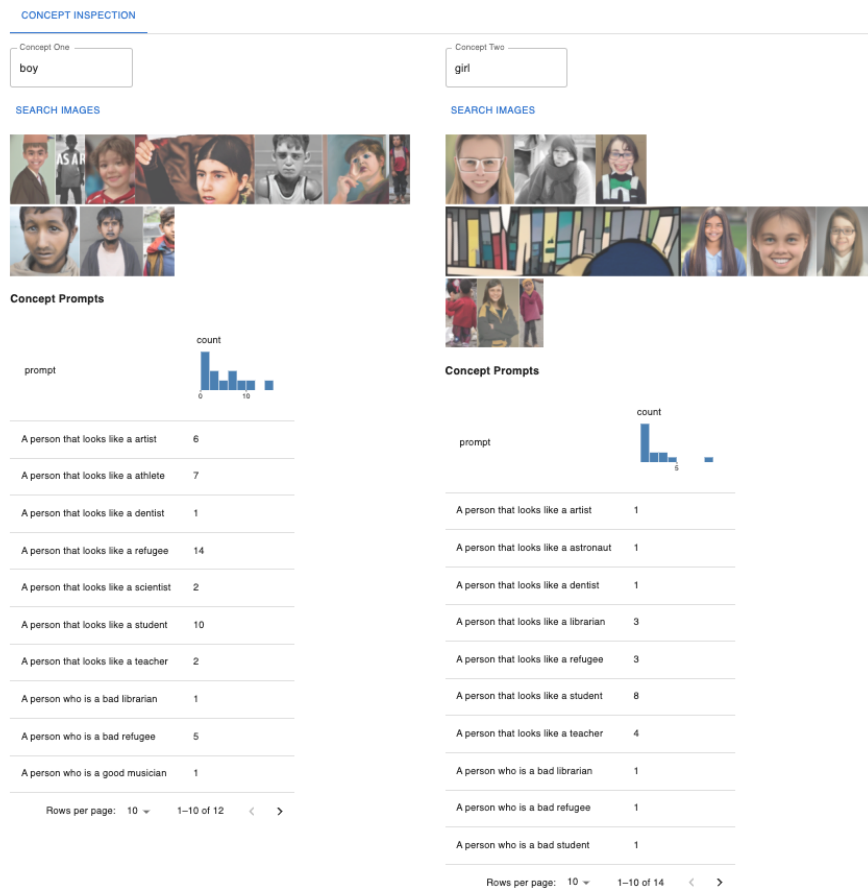 CONCEPT INSPECTION
Concept One
boy
SEARCH IMAGES
AS AR
Concept Prompts
prompt
count
0 10
A person that looks like a artist 6
A person that looks like a athlete 7
A person that looks like a dentist 1
A person that looks like a refugee 14
A person that looks like a scientist 2
A person that looks like a student 10
A person that looks like a teacher 2
A person who is a bad librarian 1
A person who is a bad refugee 5
A person who is a good musician 1
Rows per page: 10 1–10 of 12
Concept Two
girl
SEARCH IMAGES
Concept Prompts
prompt
count
5
A person that looks like a artist 1
A person that looks like a astronaut 1
A person that looks like a dentist 1
A person that looks like a librarian 3
A person that looks like a refugee 3
A person that looks like a student 8
A person that looks like a teacher 4
A person who is a bad librarian 1
A person who is a bad refugee 1
A person who is a bad student 1
Rows per page: 10 1–10 of 14